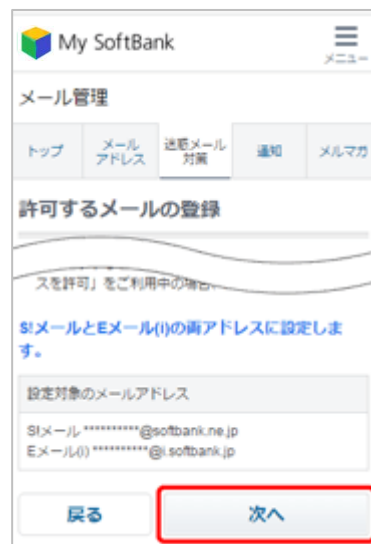 My SoftBank
メニュー
メール管理
トップ
メール
アドレス
迷惑メール
対策
通知
メルマガ
許可するメールの登録
スを許可」をご利用中の場合、
S!メールとEメール(i)の両アドレスに設定しま
す。
設定対象のメールアドレス
S!メール **********@softbank.ne.jp
Eメール(i) **********@i.softbank.jp
戻る
次へ